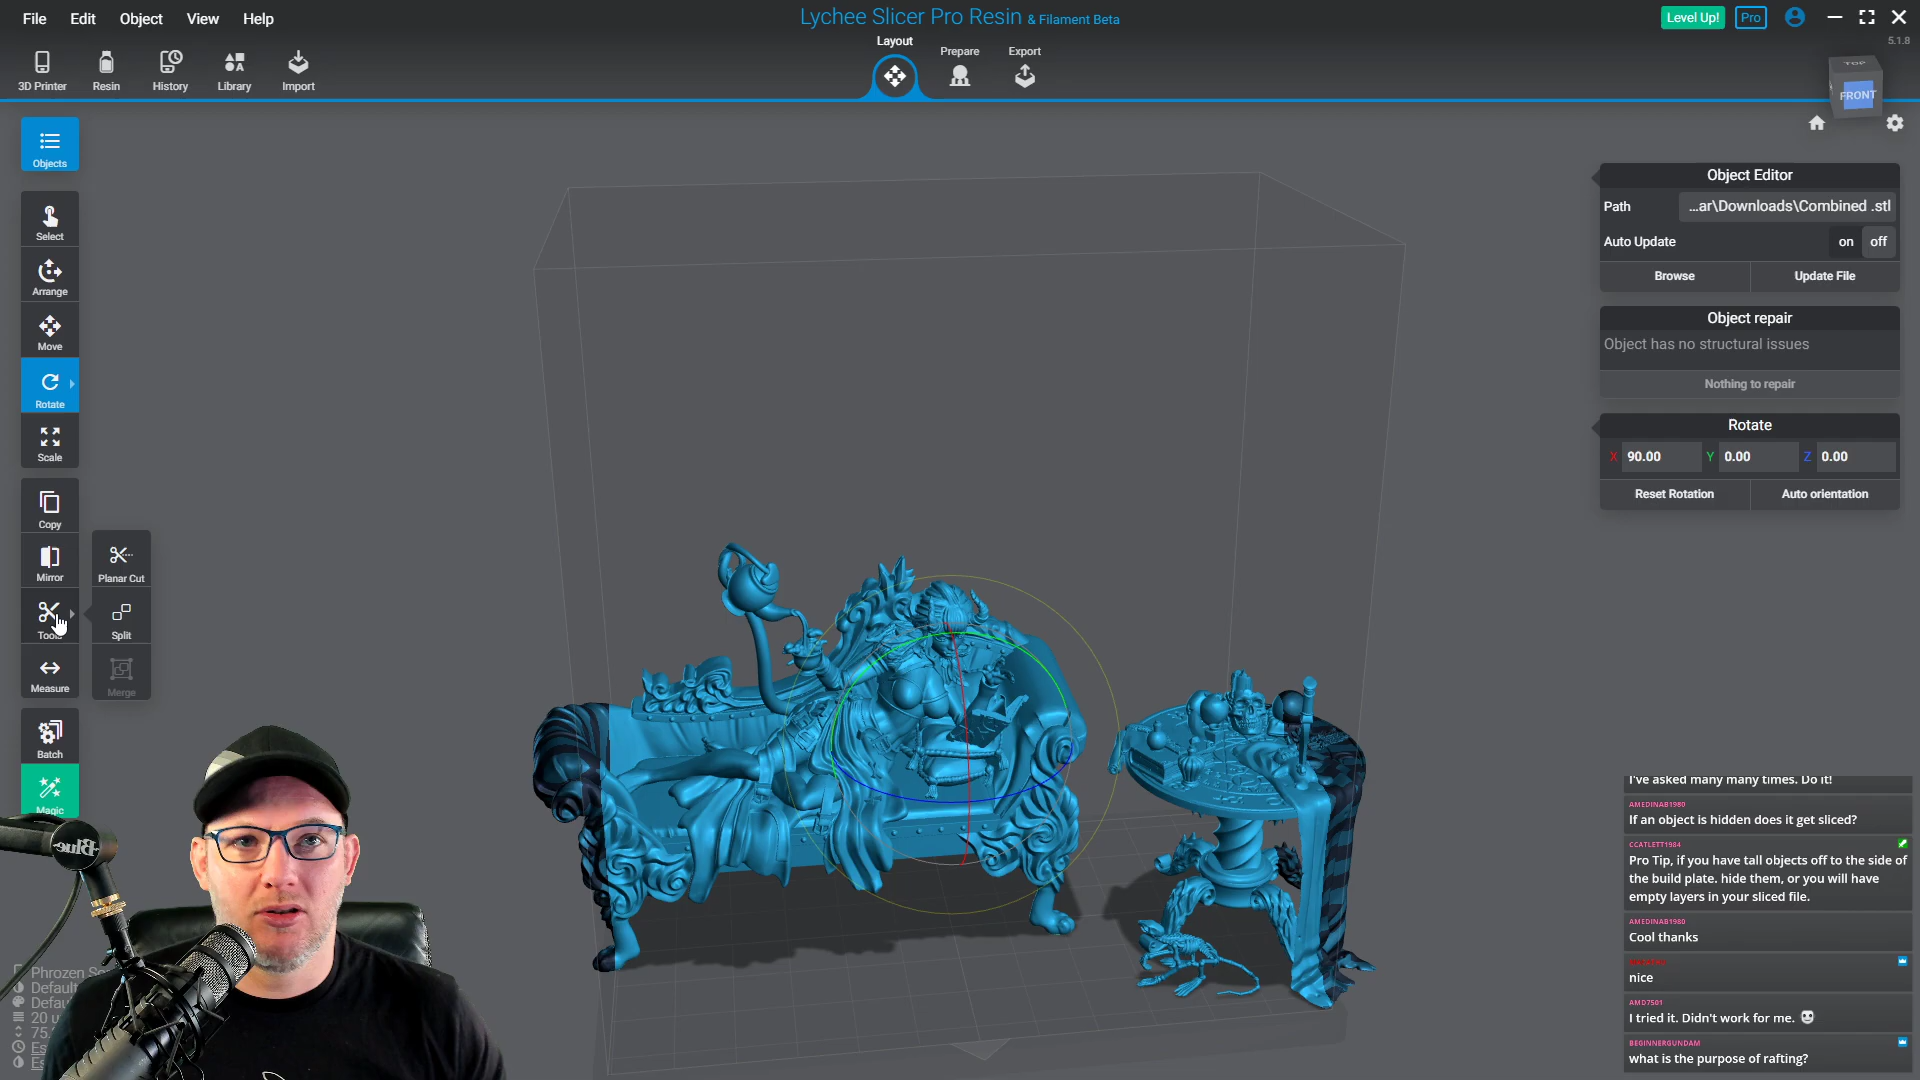 File Edit Object View Help
Lychee Slicer Pro Resin & Filament Beta
Level Up! Pro
5.1.8
3D Printer Resin History Library Import
Layout Prepare Export
TOP
FRONT
Objects
Select
Arrange
Move
Rotate
Scale
Copy
Mirror
Tools
Measure
Batch
Magic
Planar Cut
Split
Merge
Object Editor
Path ...ar\Downloads\Combined .stl
Auto Update on off
Browse Update File
Object repair
Object has no structural issues
Nothing to repair
Rotate
X 90.00 Y 0.00 Z 0.00
Reset Rotation Auto orientation
Blue
Phrozen So
Default
Defau
20
75.
Es
Es
I've asked many many times. Do it!
AMEDINAB1980
If an object is hidden does it get sliced?
CCATLETT1984
Pro Tip, if you have tall objects off to the side of
the build plate. hide them, or you will have
empty layers in your sliced file.
AMEDINAB1980
Cool thanks
nice
AMD7501
I tried it. Didn't work for me.
BEGINNERGUNDAM
what is the purpose of rafting?